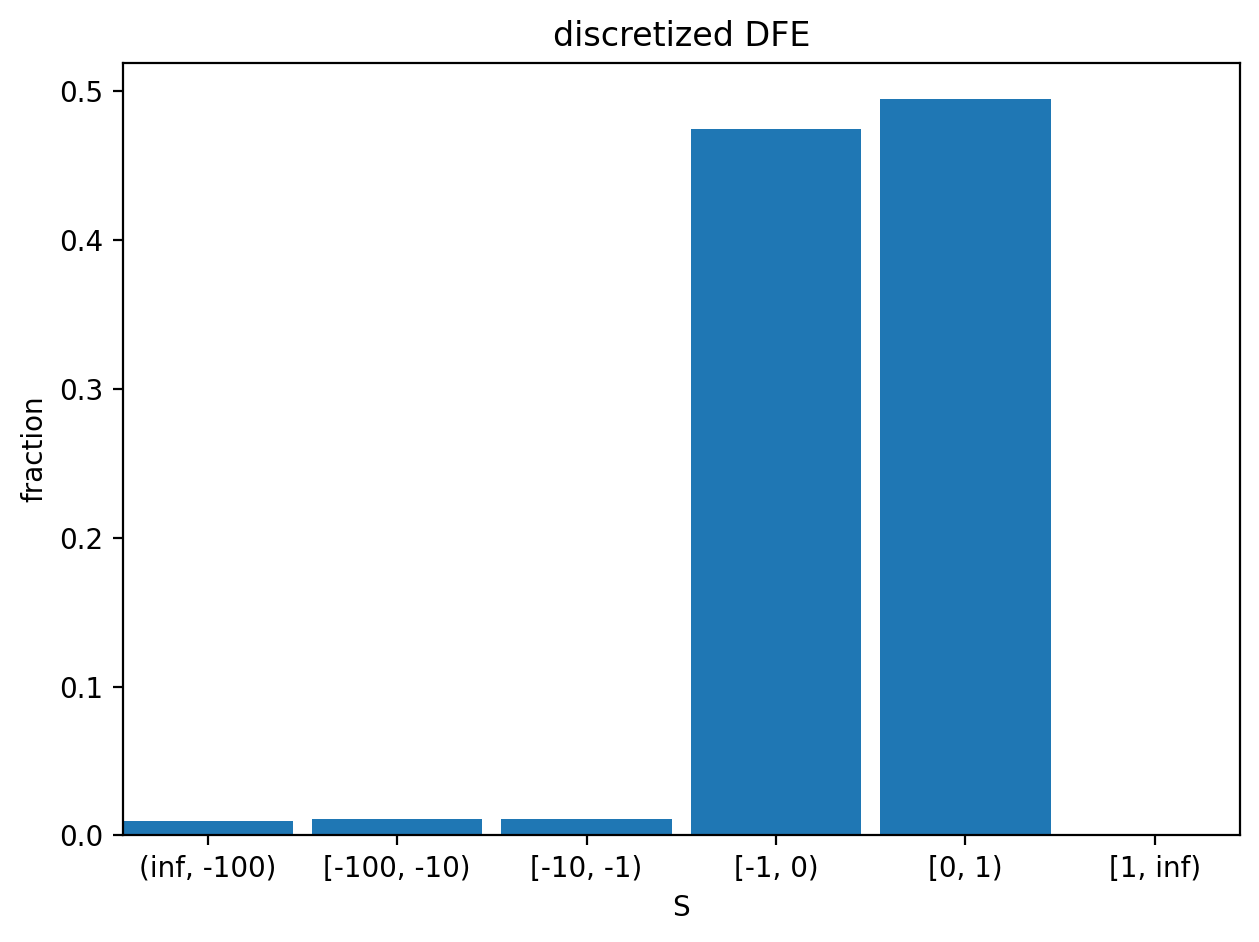 discretized DFE
0.5
0.4
0.3
0.2
0.1
0.0
fraction
(inf, -100) [-100, -10) [-10, -1) [-1, 0) [0, 1) [1, inf)
S